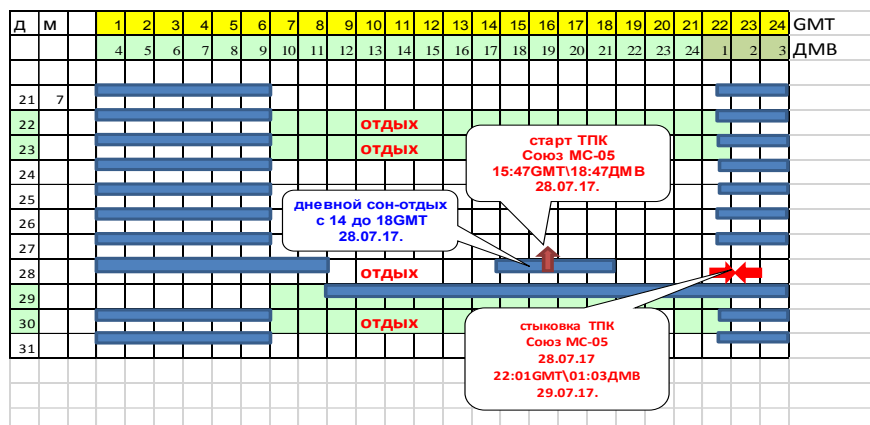 Д М 1 2 3 4 5 6 7 8 9 10 11 12 13 14 15 16 17 18 19 20 21 22 23 24 GMT
4 5 6 7 8 9 10 11 12 13 14 15 16 17 18 19 20 21 22 23 24 1 2 3 ДМВ
21 7
22 отдых
23 отдых
старт ТПК
Союз МС-05
15:47GMT\18:47ДМВ
28.07.17.
24
25
дневной сон-отдых
с 14 до 18GMT
28.07.17.
26
27
28 отдых
29
30 отдых
31
стыковка ТПК
Союз МС-05
28.07.17
22:01GMT\01:03ДМВ
29.07.17.